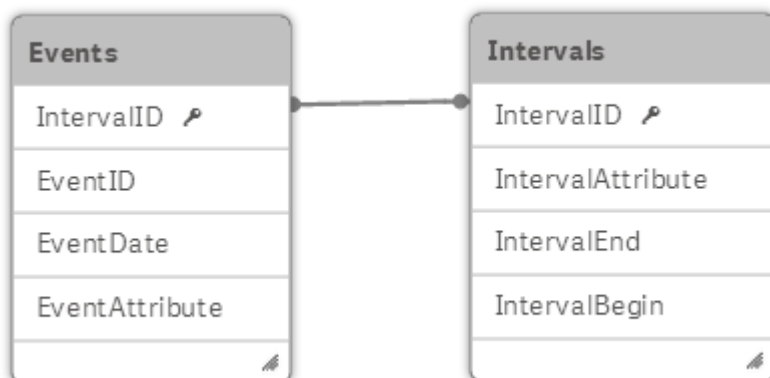 Events
IntervalID
EventID
EventDate
EventAttribute
Intervals
IntervalID
IntervalAttribute
IntervalEnd
IntervalBegin